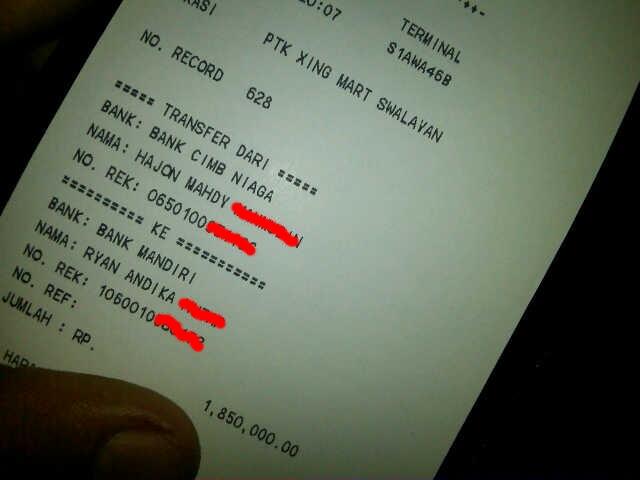 20:07
TERMINAL
S1AWA46B
PTK XING MART SWALAYAN
NO. RECORD 628
===== TRANSFER DARI =====
BANK: BANK CIMB NIAGA
NAMA: HAJON MAHDY
NO. REK: 0650100
========== KE ==========
BANK: BANK MANDIRI
NAMA: RYAN ANDIKA
NO. REK: 1060010
NO. REF:
JUMLAH : RP. 1,850,000.00